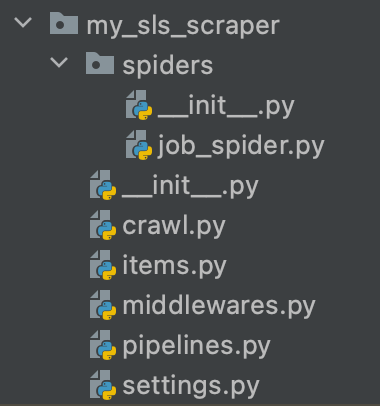 my_sls_scraper
spiders
__init__.py
job_spider.py
__init__.py
crawl.py
items.py
middlewares.py
pipelines.py
settings.py